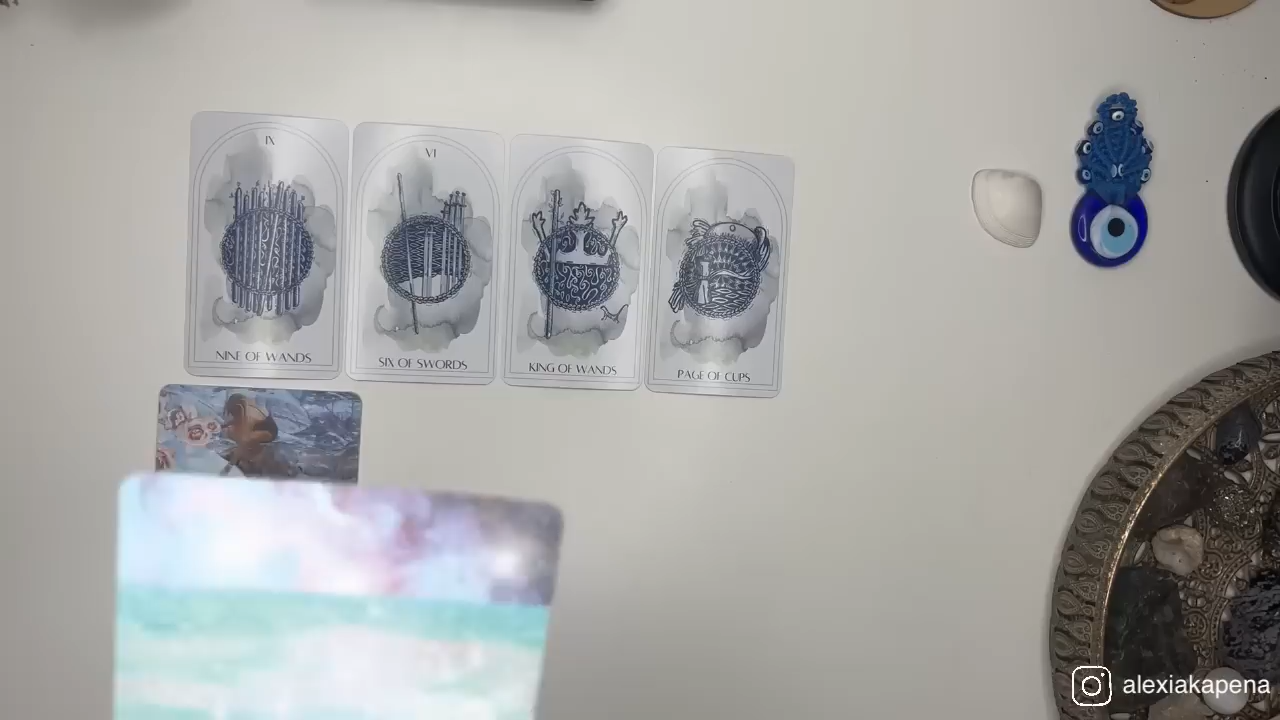 IX
VI
NINE OF WANDS
SIX OF SWORDS
KING OF WANDS
PAGE OF CUPS
alexiakapena